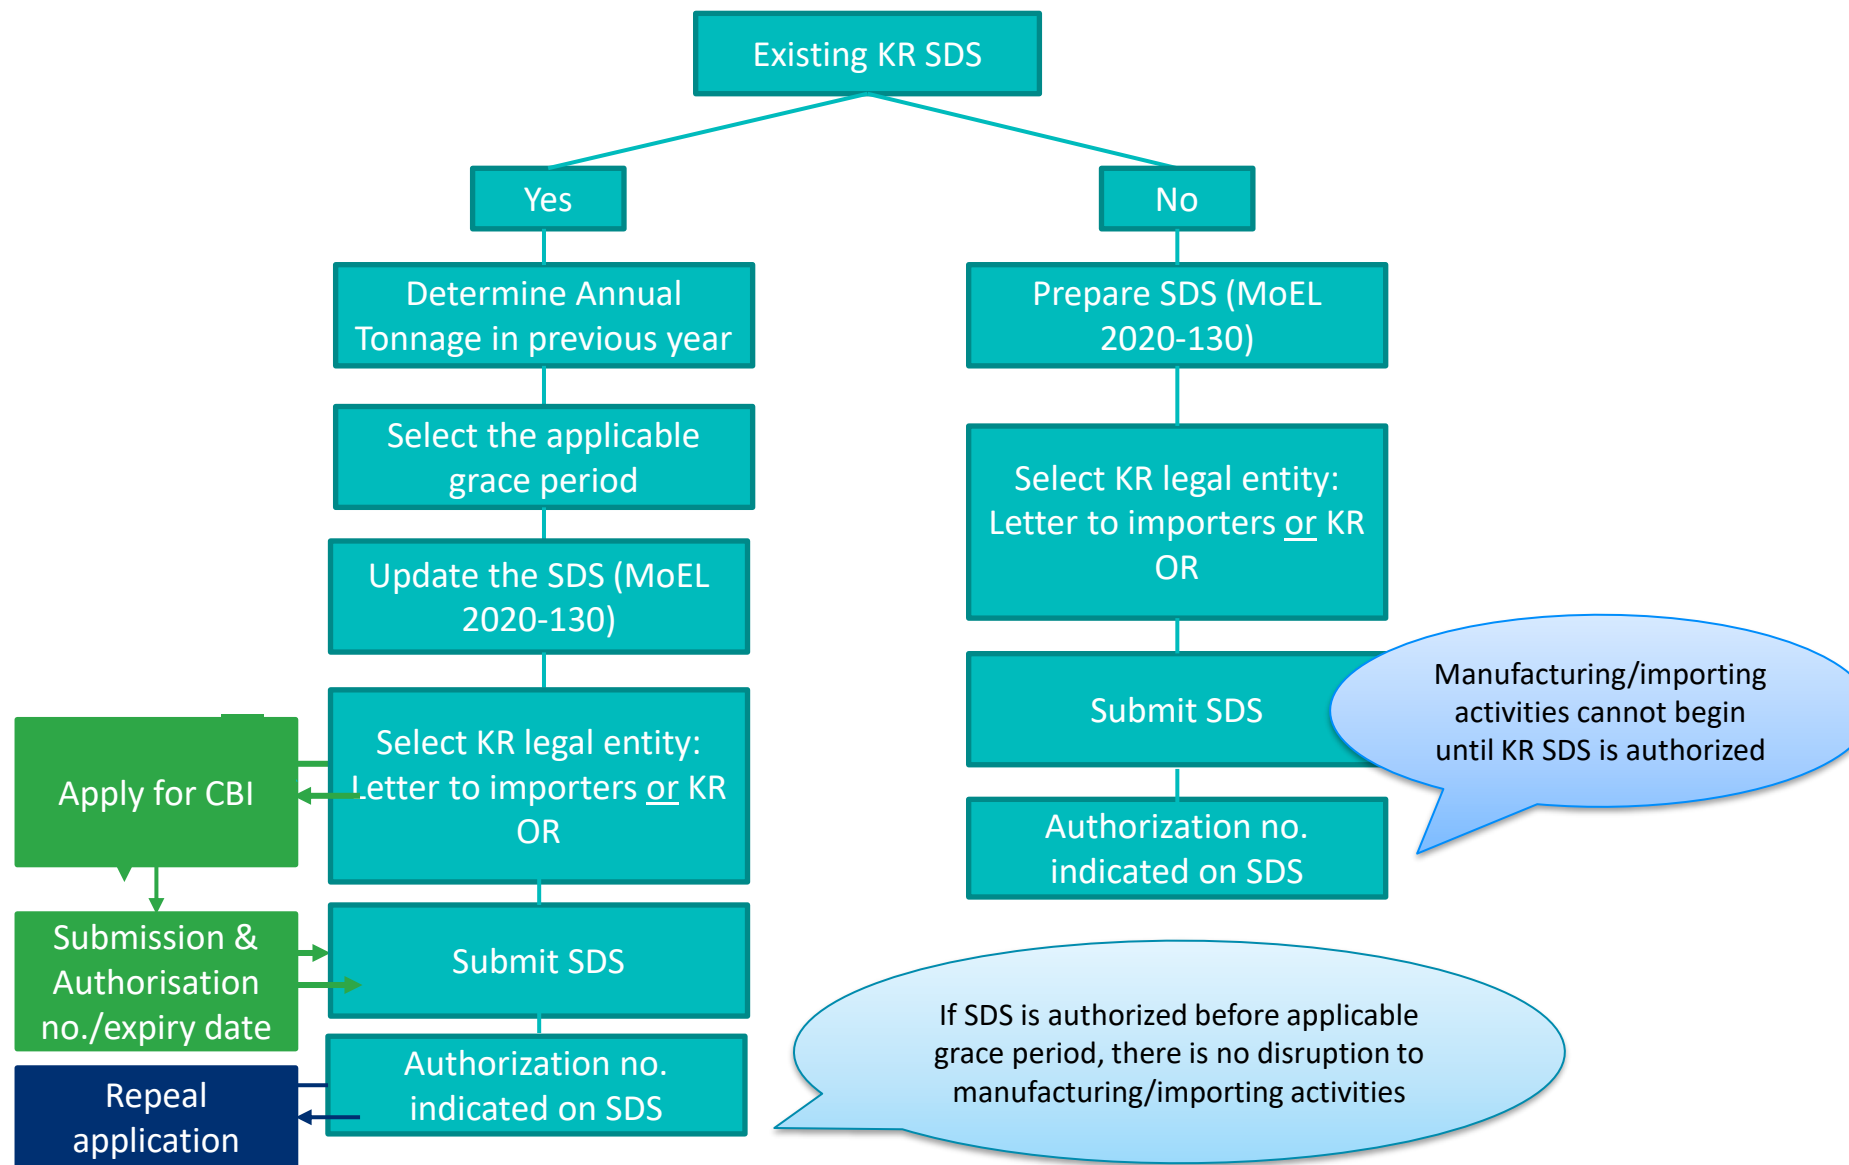 Existing KR SDS
Yes
No
Determine Annual
Tonnage in previous year
Prepare SDS (MoEL
2020-130)
Select the applicable
grace period
Select KR legal entity:
Letter to importers or KR
OR
Update the SDS (MoEL
2020-130)
Submit SDS
Manufacturing/importing
activities cannot begin
until KR SDS is authorized
Select KR legal entity:
Letter to importers or KR
OR
Apply for CBI
Authorization no.
indicated on SDS
Submission &
Authorisation
no./expiry date
Submit SDS
If SDS is authorized before applicable
grace period, there is no disruption to
manufacturing/importing activities
Authorization no.
indicated on SDS
Repeal
application